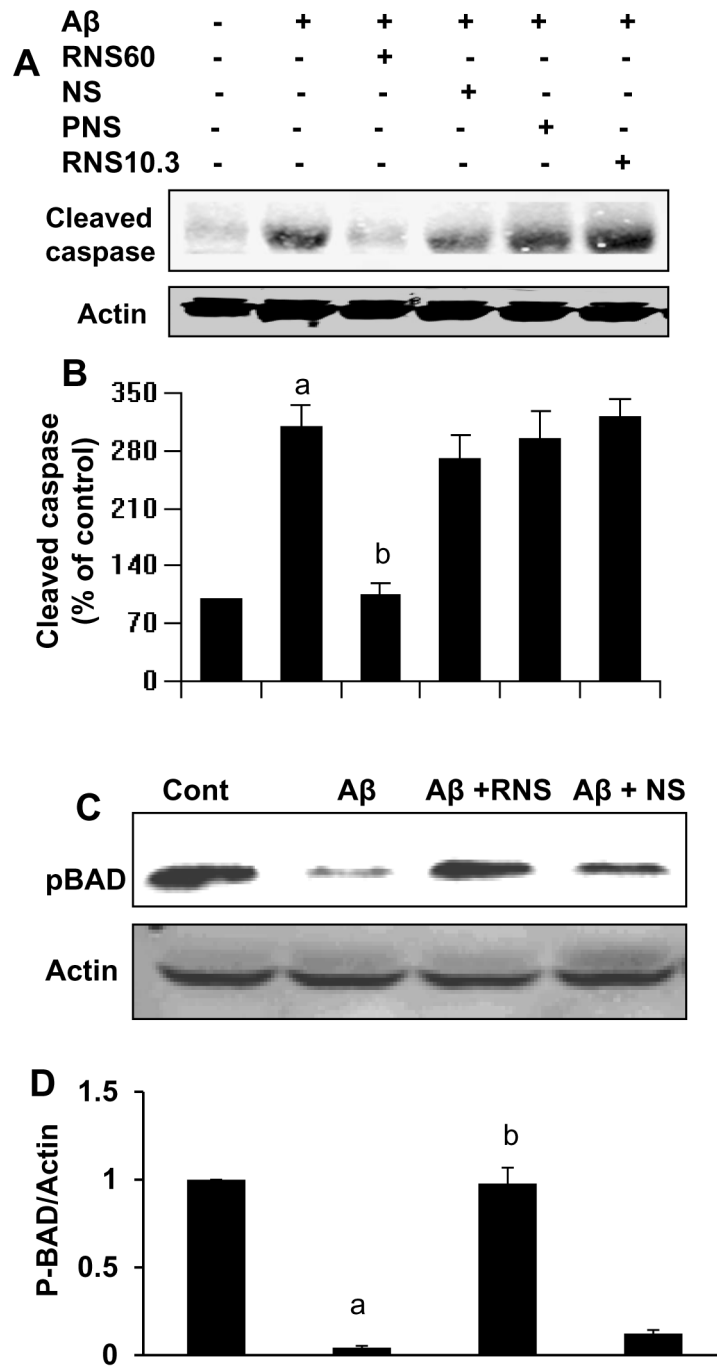 Aβ - + + + + +
A
RNS60 - - + - - -
NS - - - + - -
PNS - - - - + -
RNS10.3 - - - - - +
Cleaved
caspase
Actin
B
Cleaved caspase
(% of control)
350
280
210
140
70
0
a
b
C
Cont Aβ Aβ +RNS Aβ + NS
pBAD
Actin
D
P-BAD/Actin
1.5
1
0.5
0
a
b